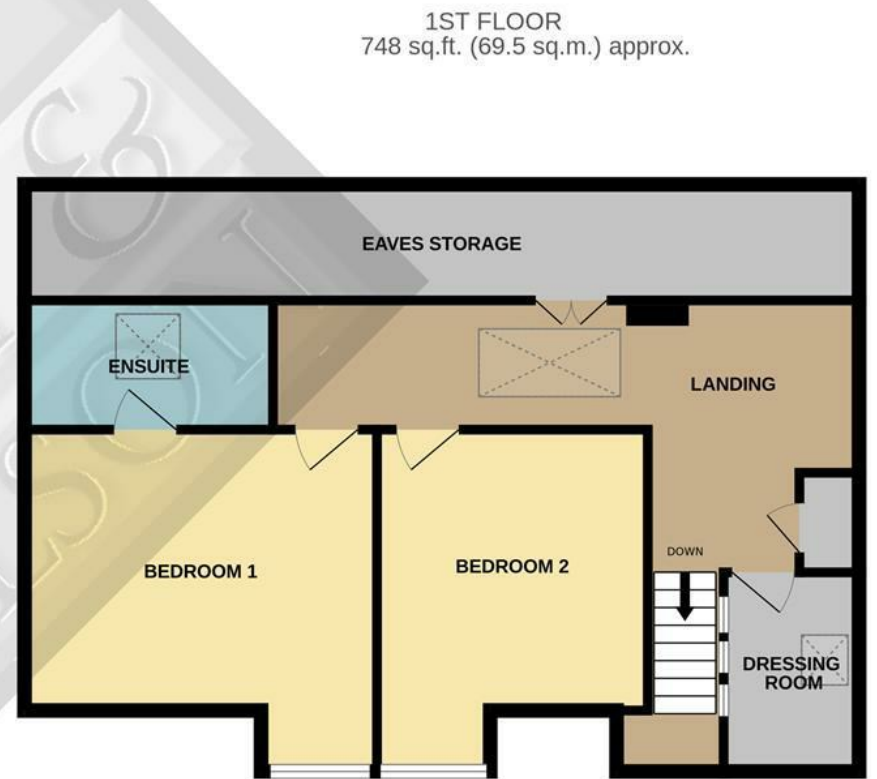 1ST FLOOR
748 sq.ft. (69.5 sq.m.) approx.
EAVES STORAGE
ENSUITE
LANDING
BEDROOM 1
BEDROOM 2
DOWN
DRESSING
ROOM